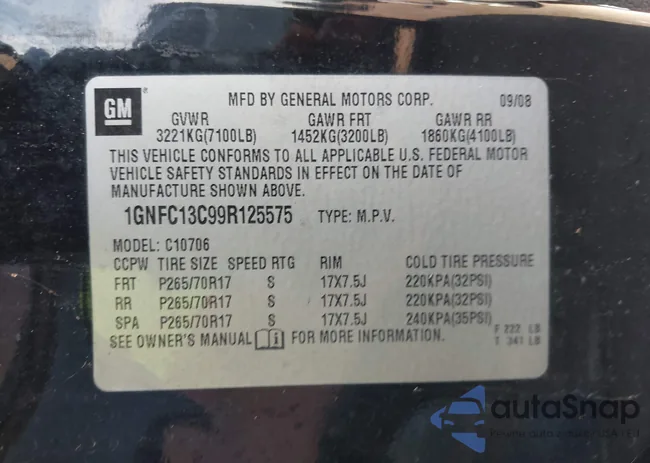 GM
MFD BY GENERAL MOTORS CORP. 09/08
GVWR GAWR FRT GAWR RR
3221KG(7100LB) 1452KG(3200LB) 1860KG(4100LB)
THIS VEHICLE CONFORMS TO ALL APPLICABLE U.S. FEDERAL MOTOR
VEHICLE SAFETY STANDARDS IN EFFECT ON THE DATE OF
MANUFACTURE SHOWN ABOVE.
1GNFC13C99R125575 TYPE: M.P.V.
MODEL: C10706
CCPW TIRE SIZE SPEED RTG RIM COLD TIRE PRESSURE
FRT P265/70R17 S 17X7.5J 220KPA(32PSI)
RR P265/70R17 S 17X7.5J 220KPA(32PSI)
SPA P265/70R17 S 17X7.5J 240KPA(35PSI)
SEE OWNER'S MANUAL FOR MORE INFORMATION.
F 222 LB
T 341 LB
autoSnap